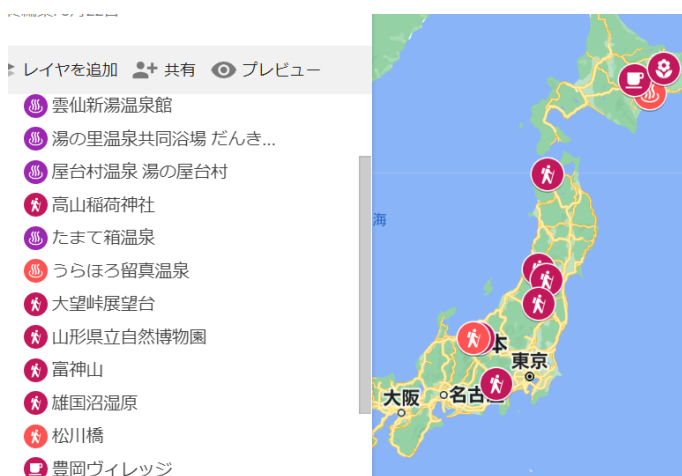 レイヤを追加 共有 プレビュー
雲仙新湯温泉館
湯の里温泉共同浴場 だんき...
屋台村温泉 湯の屋台村
高山稲荷神社
たまて箱温泉
うらほろ留真温泉
大望峠展望台
山形県立自然博物園
富神山
雄国沼湿原
松川橋
豊岡ヴィレッジ
海
本
東京
大阪
名古